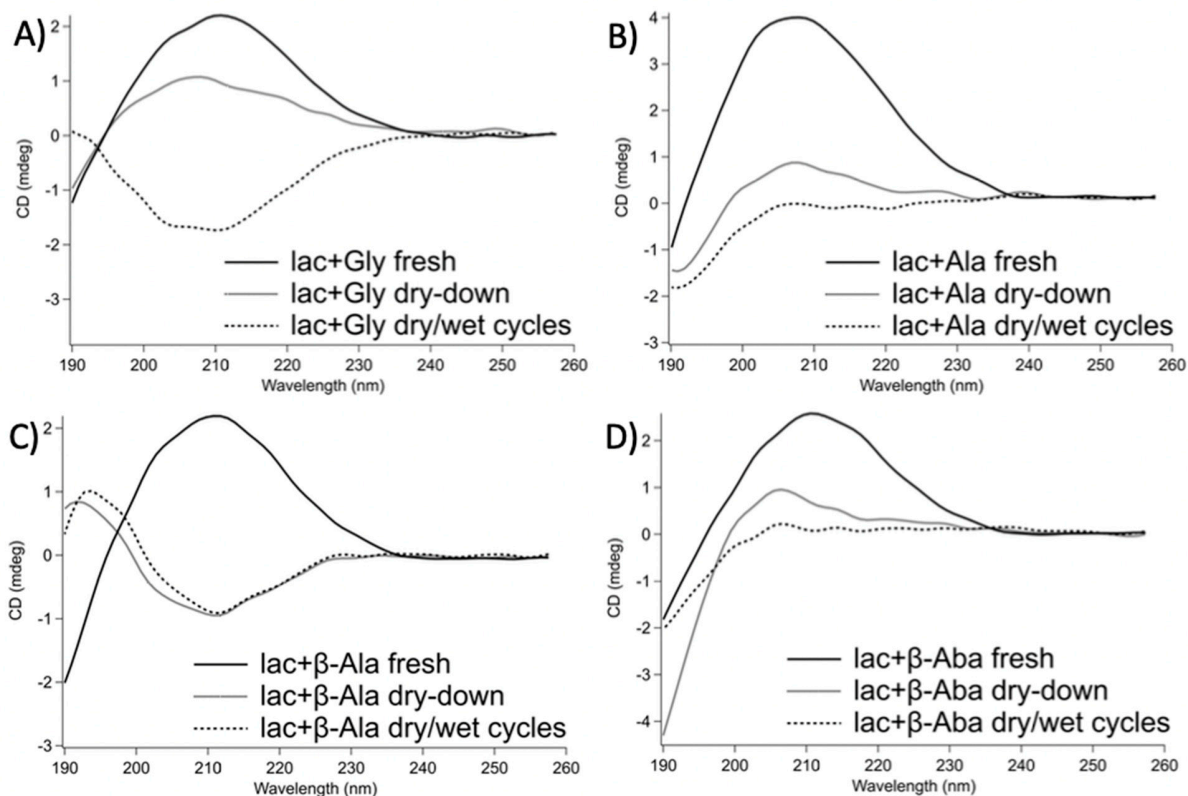 A)
2
1
0
-1
-2
-3
CD (mdeg)
lac+Gly fresh
lac+Gly dry-down
lac+Gly dry/wet cycles
190 200 210 220 230 240 250 260
Wavelength (nm)
B)
4
3
2
1
0
-1
-2
-3
CD (mdeg)
lac+Ala fresh
lac+Ala dry-down
lac+Ala dry/wet cycles
190 200 210 220 230 240 250 260
Wavelength (nm)
C)
2
1
0
-1
-2
-3
CD (mdeg)
lac+β-Ala fresh
lac+β-Ala dry-down
lac+β-Ala dry/wet cycles
190 200 210 220 230 240 250 260
Wavelength (nm)
D)
2
1
0
-1
-2
-3
-4
CD (mdeg)
lac+β-Aba fresh
lac+β-Aba dry-down
lac+β-Aba dry/wet cycles
190 200 210 220 230 240 250 260
Wavelength (nm)